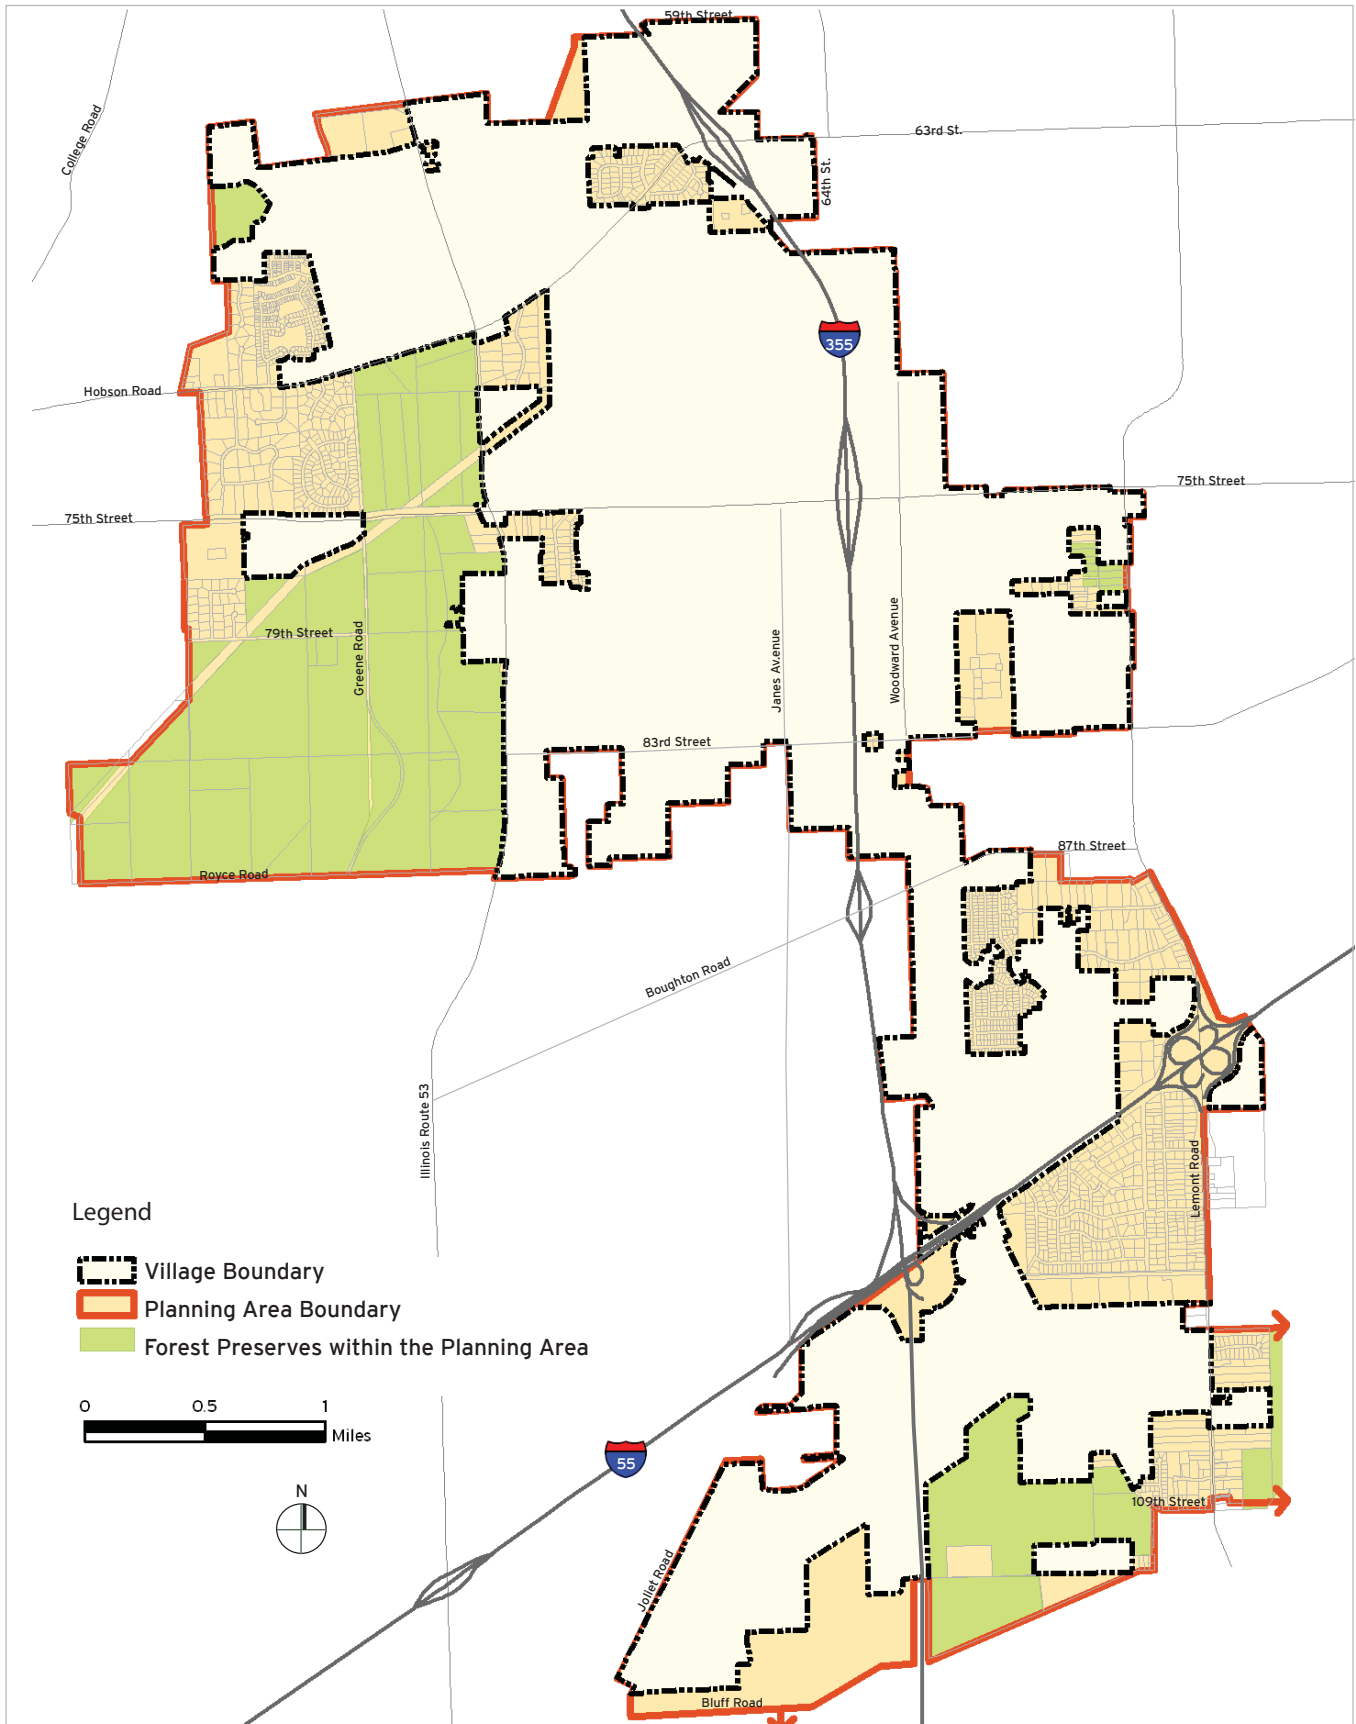 59th Street
College Road
63rd St.
64th St.
355
Hobson Road
75th Street
75th Street
79th Street
Greene Road
Janes Av.enue
Woodward Avenue
83rd Street
87th Street
Royce Road
Boughton Road
Illinois Route 53
Lemont Road
Legend
Village Boundary
Planning Area Boundary
Forest Preserves within the Planning Area
0 0.5 1
Miles
55
N
109th Street
Joliet Road
Bluff Road